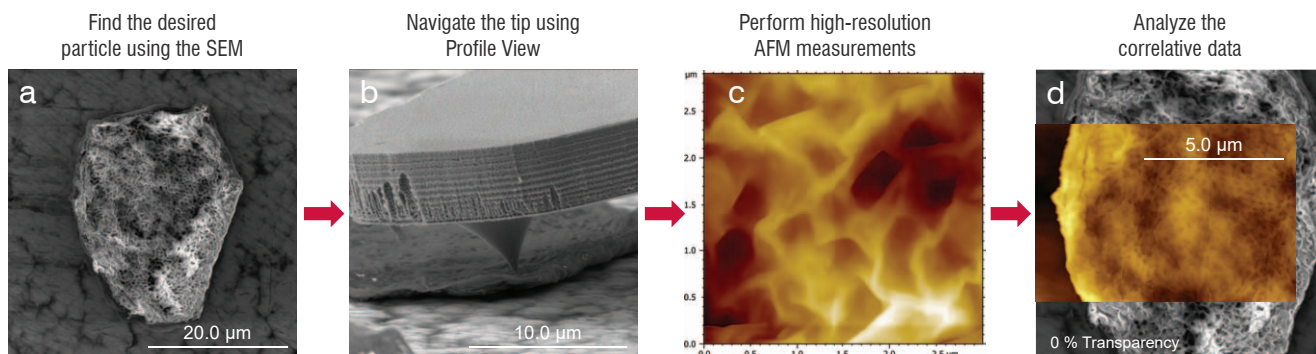 Find the desired
particle using the SEM
Navigate the tip using
Profile View
Perform high-resolution
AFM measurements
Analyze the
correlative data
a
20.0 µm
b
10.0 µm
c
µm
2.5
2.0
1.5
1.0
0.5
0.0
0.0
0.5
1.0
1.5
2.0
2.5 µm
d
5.0 µm
0 % Transparency